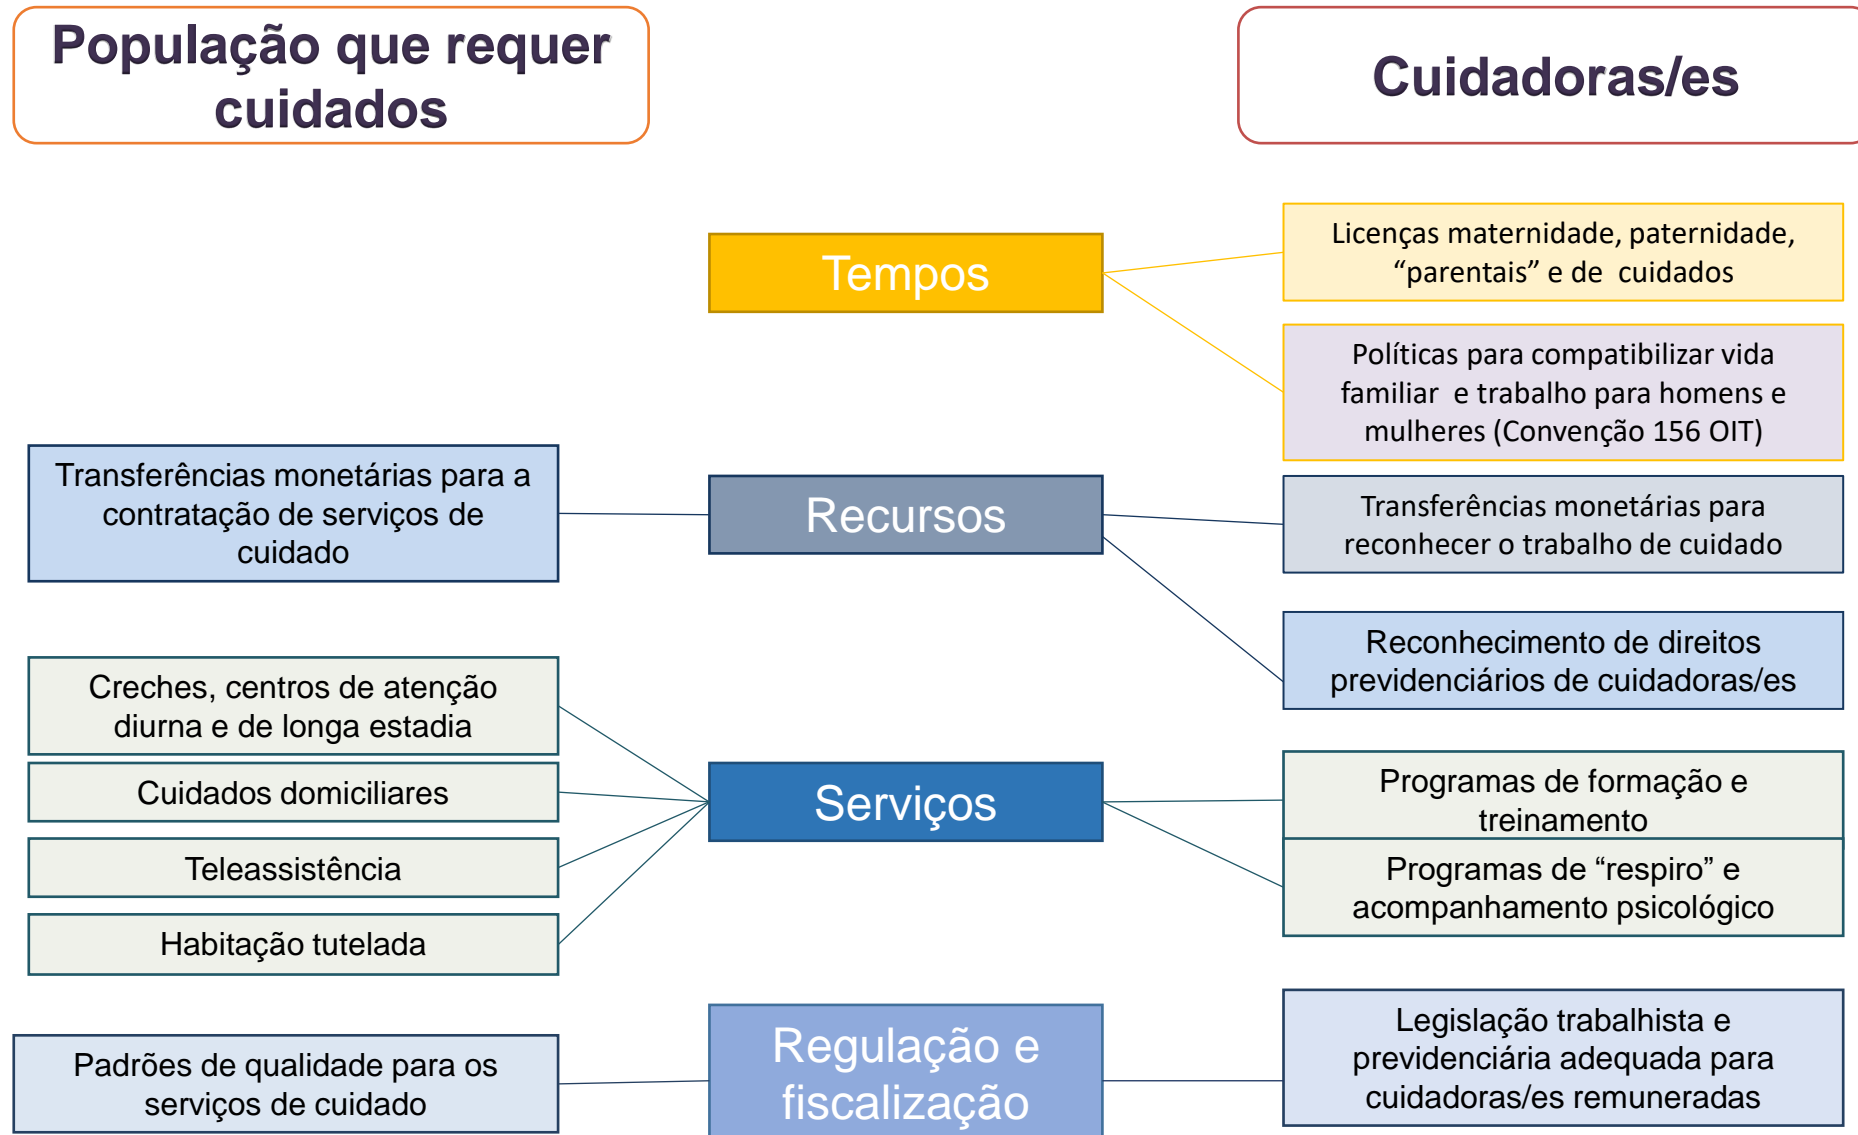 População que requer
cuidados
Cuidadoras/es
Tempos
Licenças maternidade, paternidade,
“parentais” e de cuidados
Políticas para compatibilizar vida
familiar e trabalho para homens e
mulheres (Convenção 156 OIT)
Transferências monetárias para a
contratação de serviços de
cuidado
Recursos
Transferências monetárias para
reconhecer o trabalho de cuidado
Reconhecimento de direitos
previdenciários de cuidadoras/es
Creches, centros de atenção
diurna e de longa estadia
Cuidados domiciliares
Teleassistência
Habitação tutelada
Serviços
Programas de formação e
treinamento
Programas de “respiro” e
acompanhamento psicológico
Padrões de qualidade para os
serviços de cuidado
Regulação e
fiscalização
Legislação trabalhista e
previdenciária adequada para
cuidadoras/es remuneradas